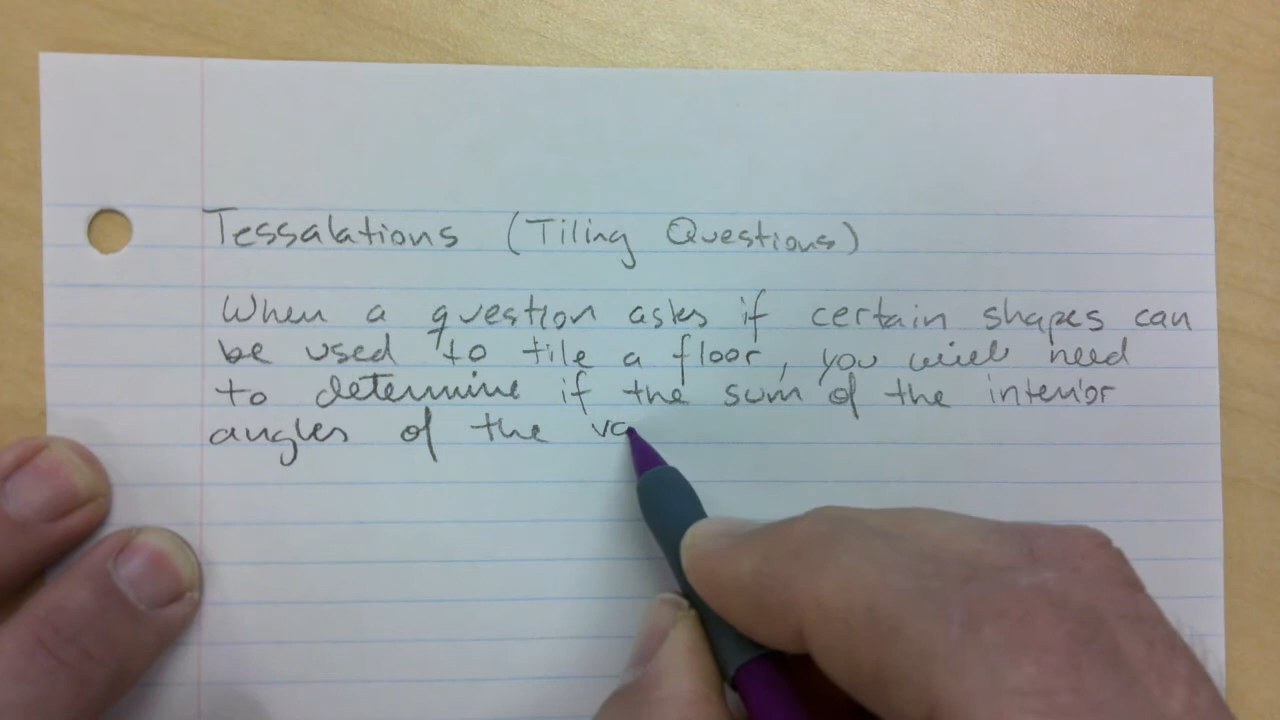 Tessalations (Tiling Questions)
When a question asks if certain shapes can
be used to tile a floor, you will need
to determine if the sum of the interior
angles of the va